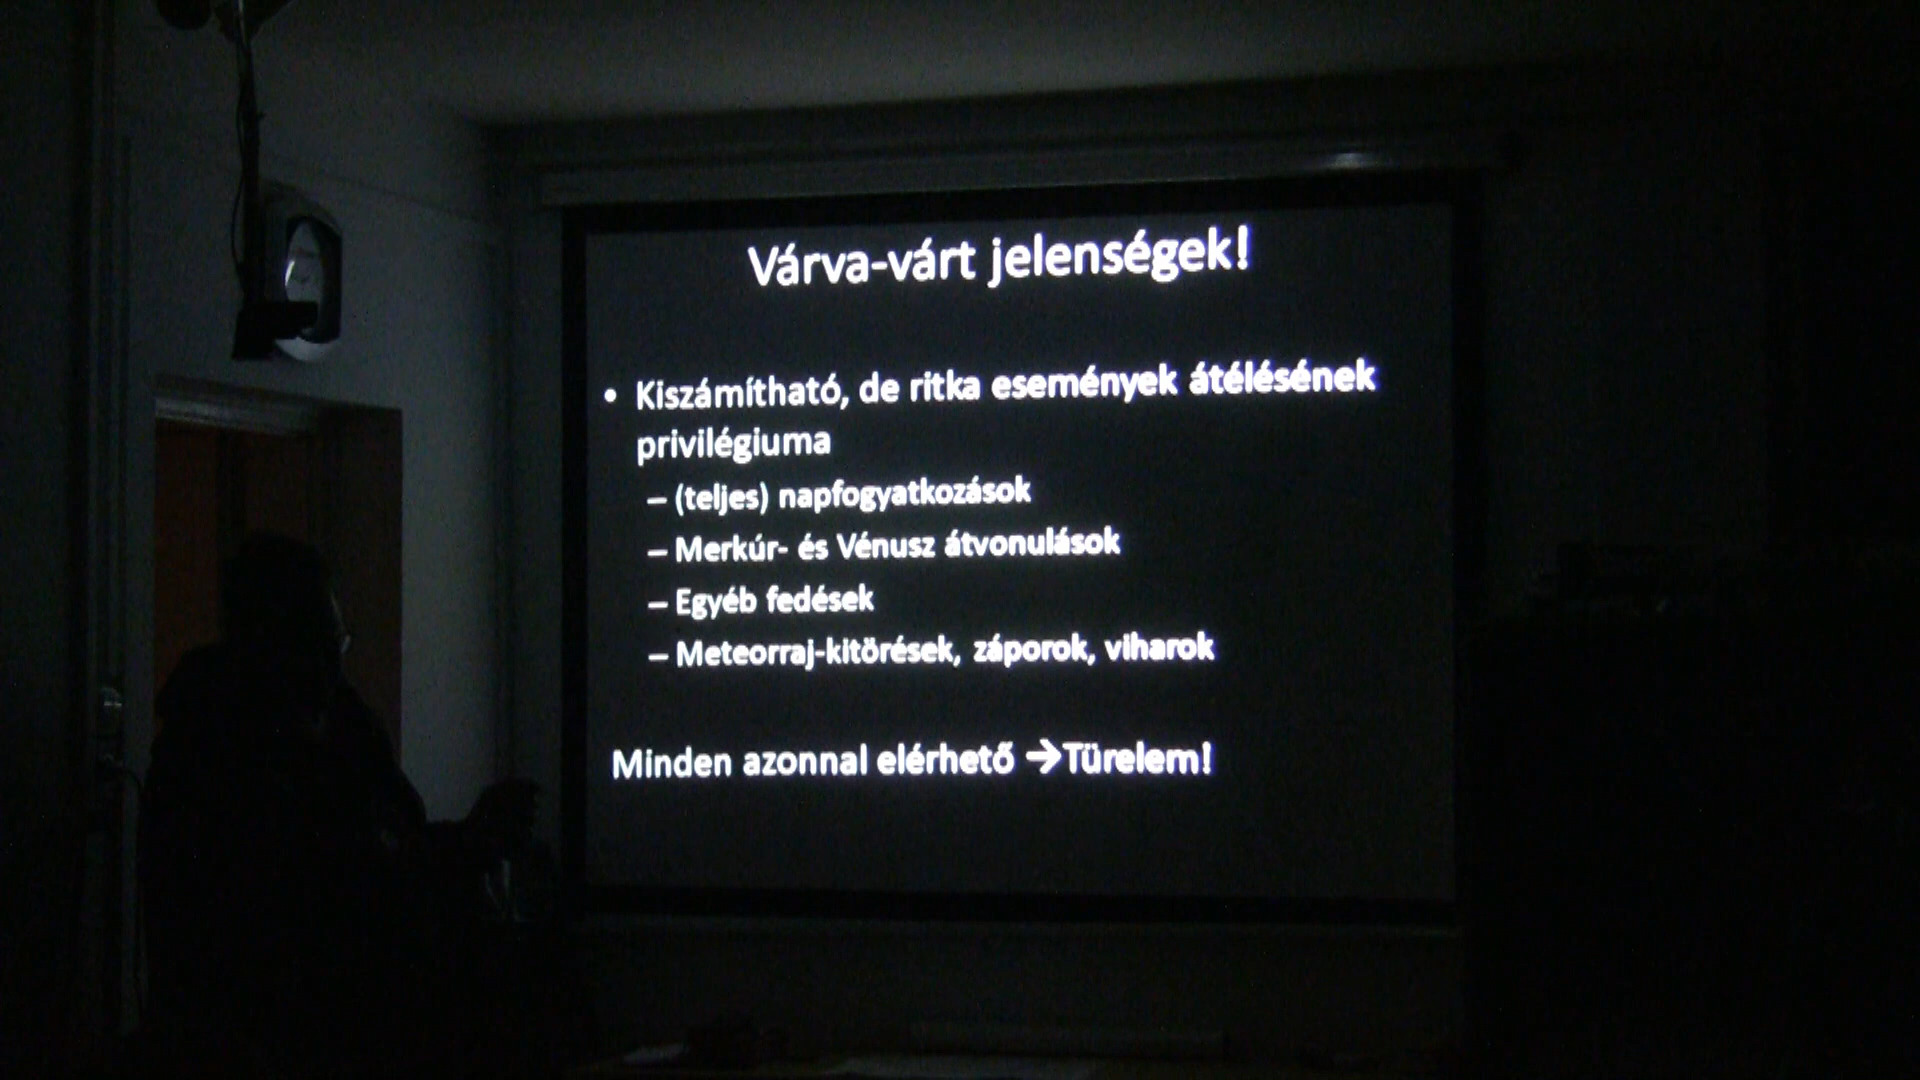 Várva-várt jelenségek!
• Kiszámítható, de ritka események átélésének
privilégiuma
– (teljes) napfogyatkozások
– Merkúr- és Vénusz átvonulások
– Egyéb fedések
– Meteorraj-kitörések, záporok, viharok
Minden azonnal elérhető →Türelem!